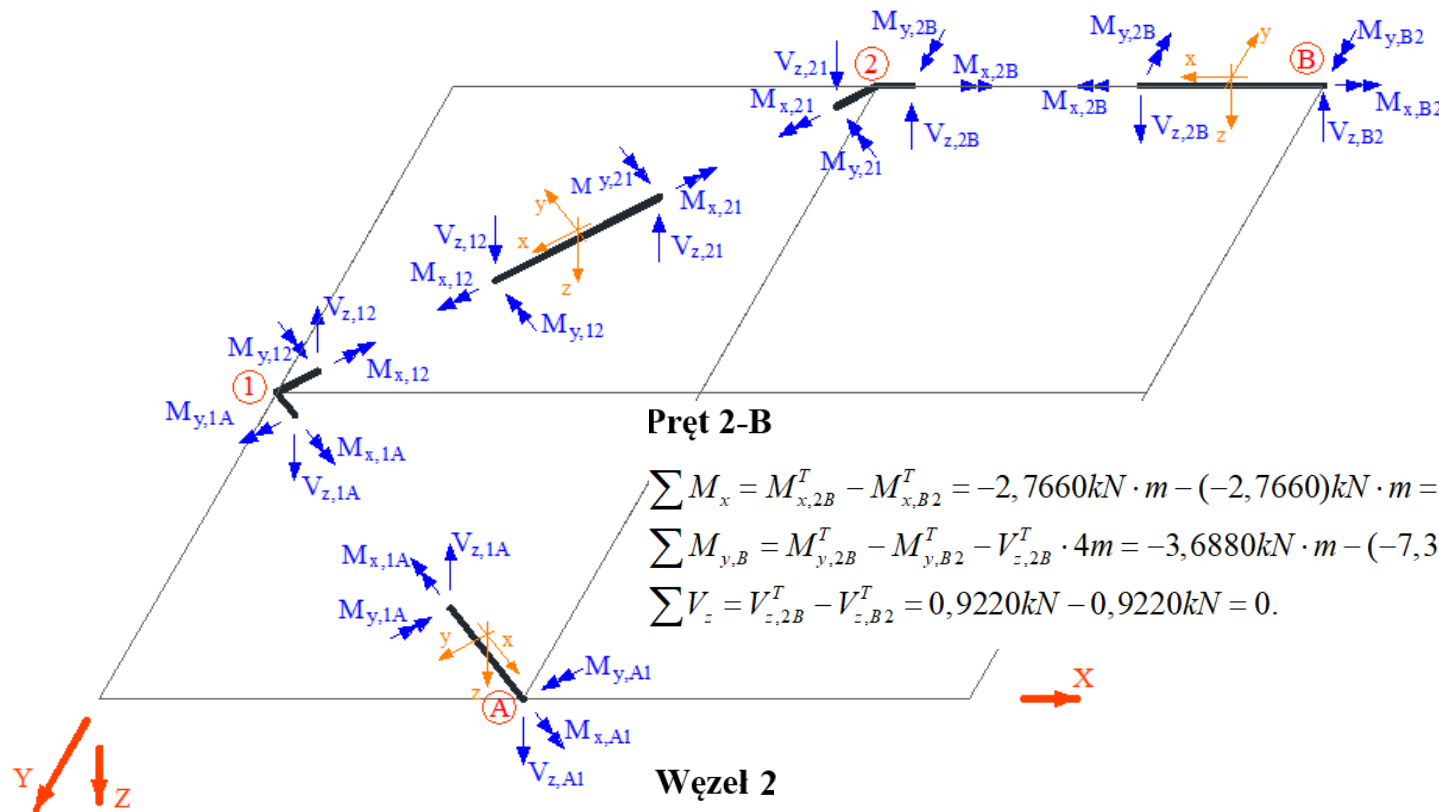 M_y,2B
M_y,2B
y
M_y,B2
V_z,21
2
M_x,2B
x
B
M_x,21
M_x,2B
M_x,B2
V_z,2B
V_z,2B
z
V_z,B2
M_y,21
M_y,21
M_x,21
y
V_z,12
x
V_z,21
M_x,12
z
M_y,12
V_z,12
M_y,12
M_x,12
1
M_y,1A
M_x,1A
V_z,1A
Pręt 2-B
∑ M_x = M^T_x,2B − M^T_x,B2 = −2,7660kN · m − (−2,7660)kN · m =
∑ M_y,B = M^T_y,2B − M^T_y,B2 − V^T_z,2B · 4m = −3,6880kN · m − (−7,3
∑ V_z = V^T_z,2B − V^T_z,B2 = 0,9220kN − 0,9220kN = 0.
V_z,1A
M_x,1A
M_y,1A
y
x
z
M_y,A1
A
M_x,A1
V_z,A1
X
Y
Z
Węzeł 2